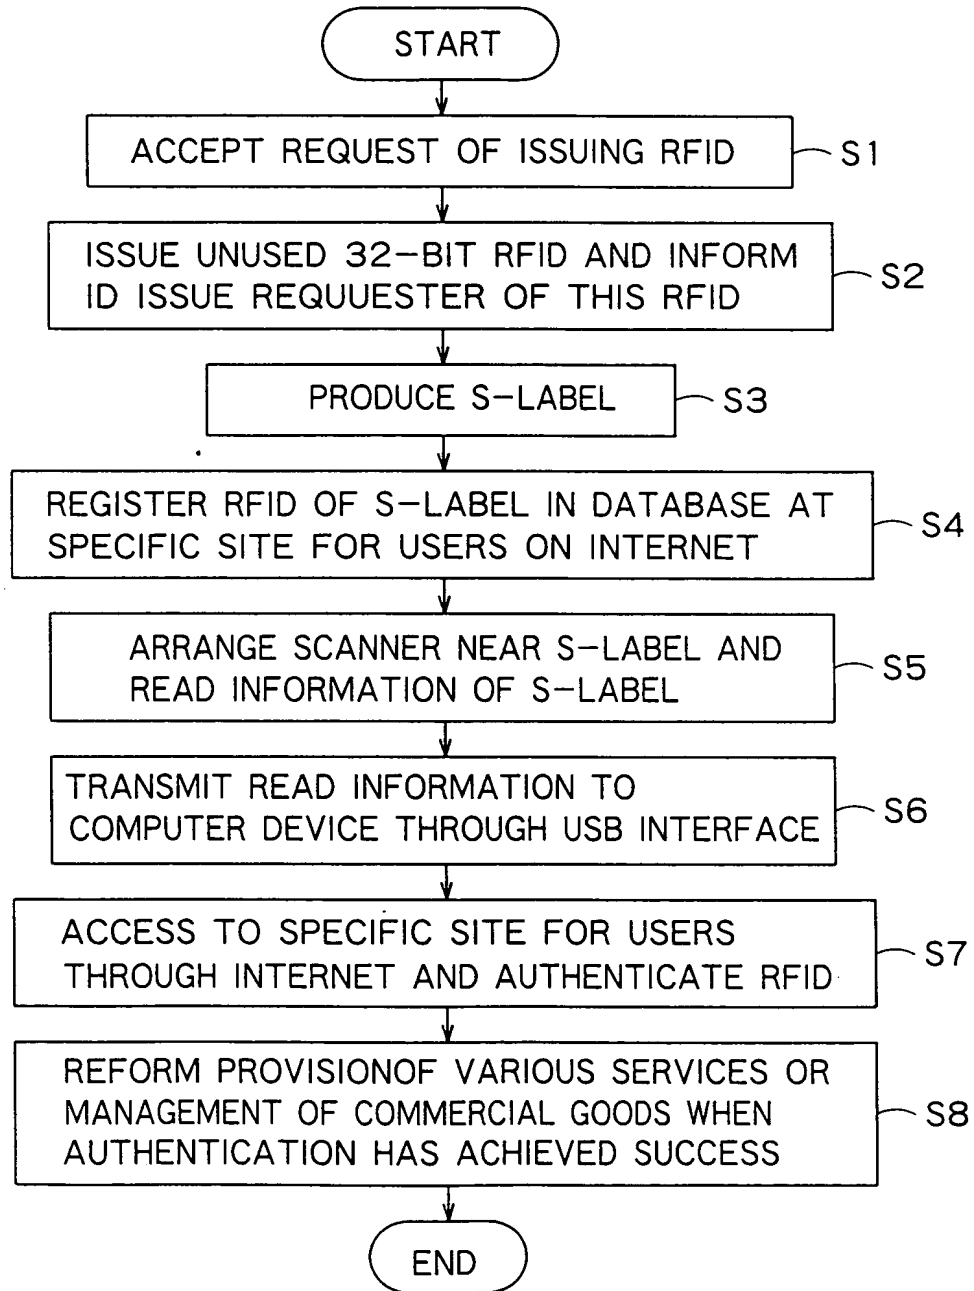 START
ACCEPT REQUEST OF ISSUING RFID
S1
ISSUE UNUSED 32-BIT RFID AND INFORM
ID ISSUE REQUUESTER OF THIS RFID
S2
PRODUCE S-LABEL
S3
REGISTER RFID OF S-LABEL IN DATABASE AT
SPECIFIC SITE FOR USERS ON INTERNET
S4
ARRANGE SCANNER NEAR S-LABEL AND
READ INFORMATION OF S-LABEL
S5
TRANSMIT READ INFORMATION TO
COMPUTER DEVICE THROUGH USB INTERFACE
S6
ACCESS TO SPECIFIC SITE FOR USERS
THROUGH INTERNET AND AUTHENTICATE RFID
S7
REFORM PROVISIONOF VARIOUS SERVICES OR
MANAGEMENT OF COMMERCIAL GOODS WHEN
AUTHENTICATION HAS ACHIEVED SUCCESS
S8
END